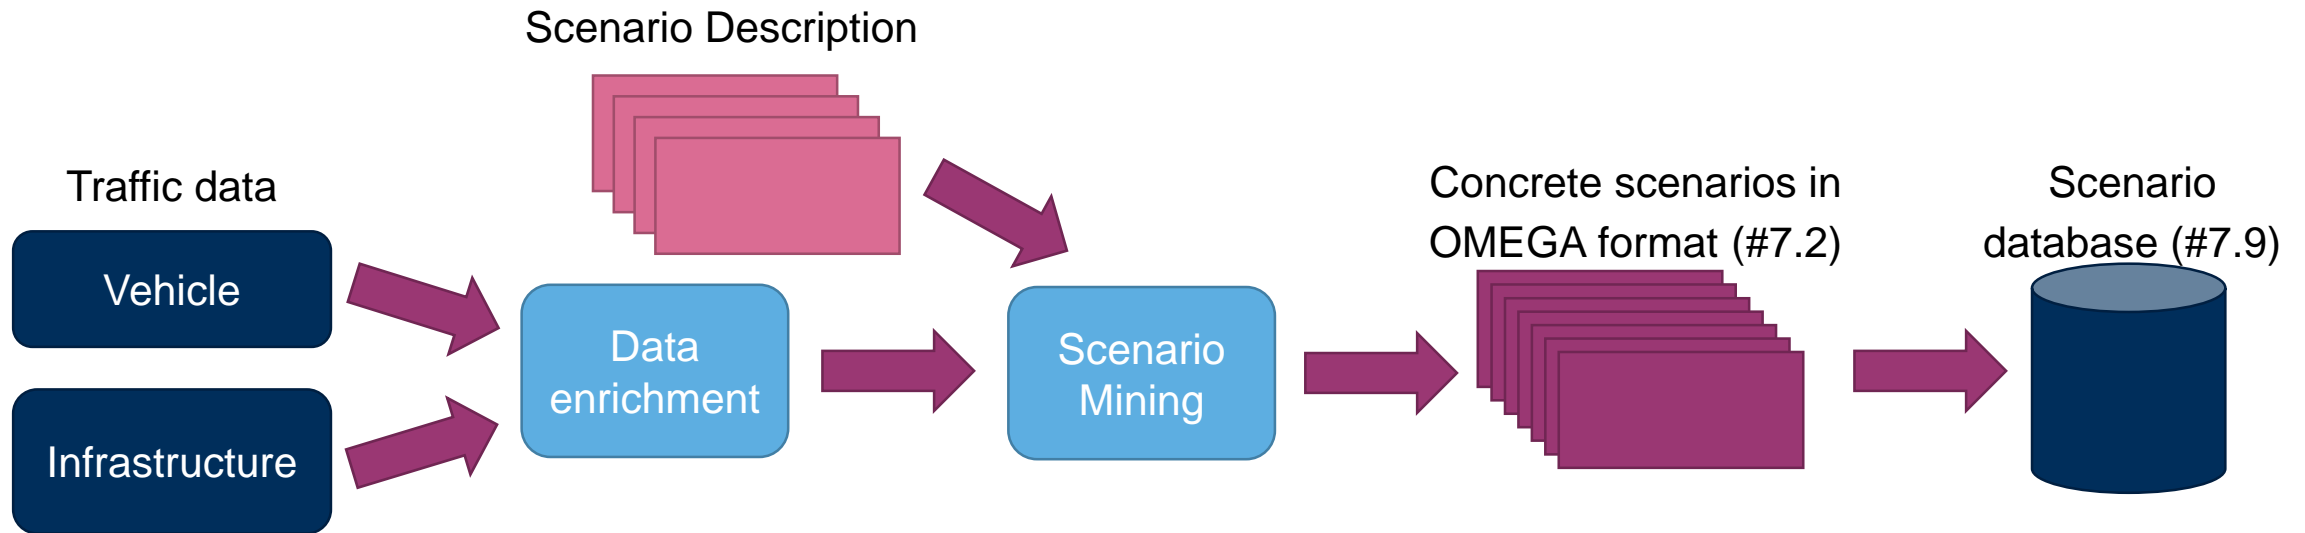 Scenario Description
Traffic data
Vehicle
Infrastructure
Data
enrichment
Scenario
Mining
Concrete scenarios in
OMEGA format (#7.2)
Scenario
database (#7.9)